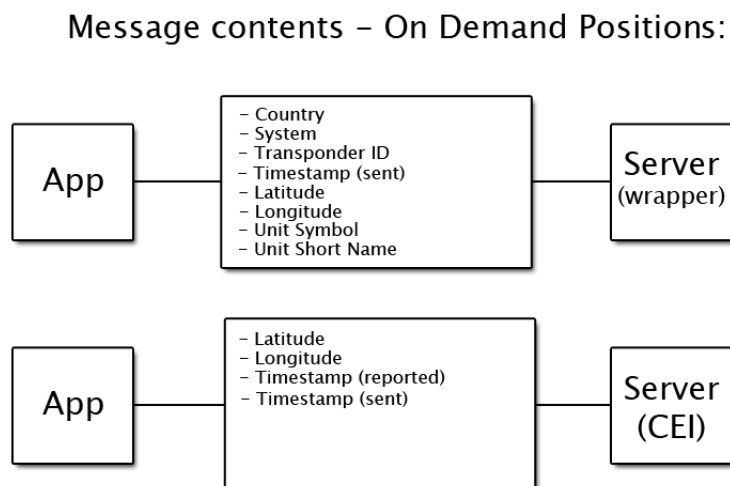 Message contents – On Demand Positions:
App
- Country
- System
- Transponder ID
- Timestamp (sent)
- Latitude
- Longitude
- Unit Symbol
- Unit Short Name
Server
(wrapper)
App
- Latitude
- Longitude
- Timestamp (reported)
- Timestamp (sent)
Server
(CEI)